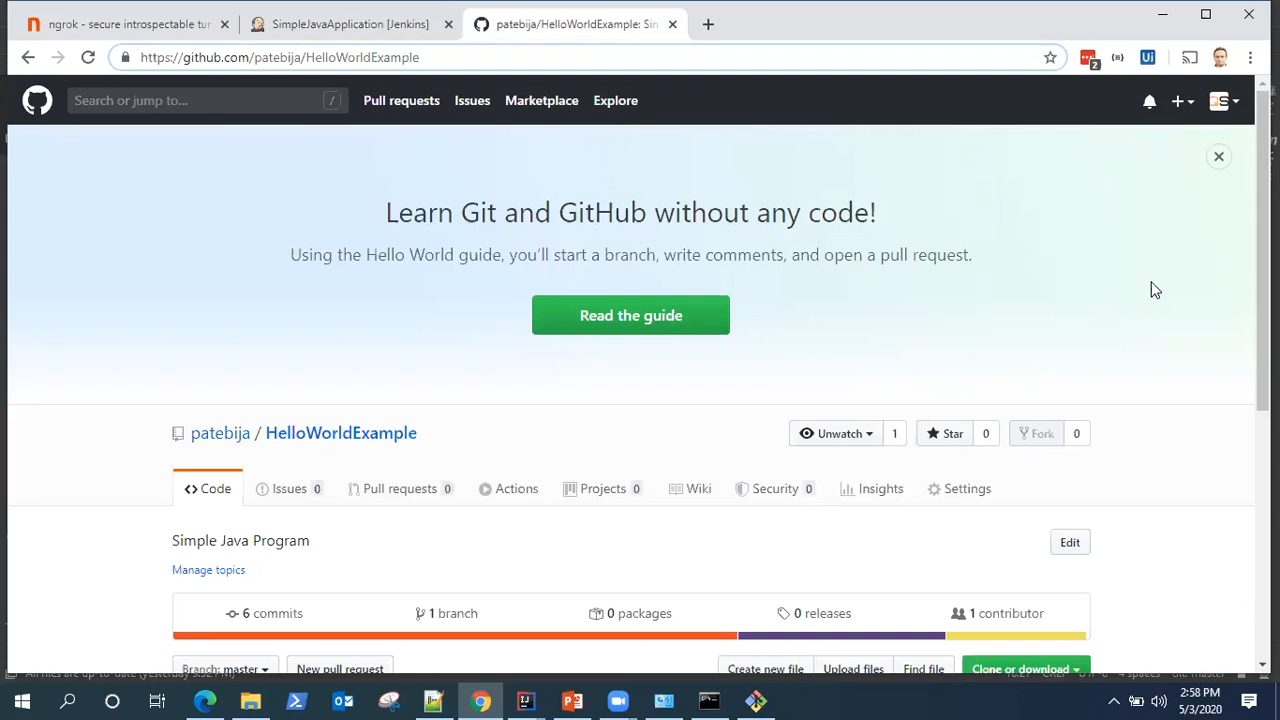 ngrok - secure introspectable tur
SimpleJavaApplication [Jenkins]
patebija/HelloWorldExample: Sin
https://github.com/patebija/HelloWorldExample
2
Ui
Search or jump to...
/
Pull requests
Issues
Marketplace
Explore
Learn Git and GitHub without any code!
Using the Hello World guide, you'll start a branch, write comments, and open a pull request.
Read the guide
patebija / HelloWorldExample
Unwatch 1
Star 0
Fork 0
Code
Issues 0
Pull requests 0
Actions
Projects 0
Wiki
Security 0
Insights
Settings
Simple Java Program
Edit
Manage topics
6 commits
1 branch
0 packages
0 releases
1 contributor
Branch: master
New pull request
Create new file
Upload files
Find file
Clone or download
2:58 PM
5/3/2020